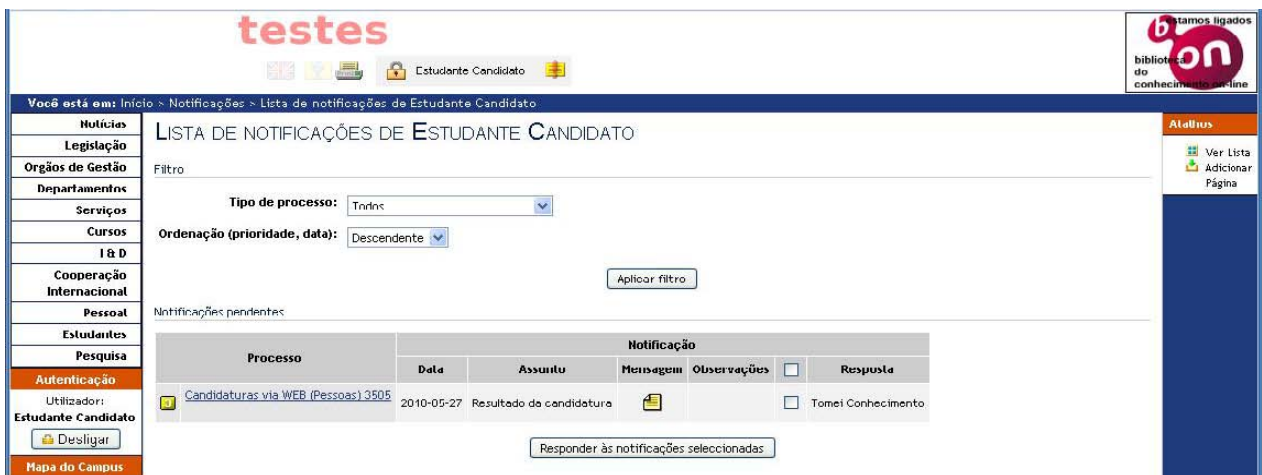 testes
Estudante Candidato
estamos ligados
b
on
biblioteca
do
conhecimento on-line
Você está em: Início > Notificações > Lista de notificações de Estudante Candidato
Notícias
Legislação
Orgãos de Gestão
Departamentos
Serviços
Cursos
I & D
Cooperação
Internacional
Pessoal
Estudantes
Pesquisa
Autenticação
Utilizador:
Estudante Candidato
Desligar
Mapa do Campus
LISTA DE NOTIFICAÇÕES DE ESTUDANTE CANDIDATO
Filtro
Tipo de processo: Todos
Ordenação (prioridade, data): Descendente
Aplicar filtro
Notificações pendentes
Processo
Notificação
Data Assunto Mensagem Observações Resposta
Candidaturas via WEB (Pessoas) 3505 2010-05-27 Resultado da candidatura Tomei Conhecimento
Responder às notificações seleccionadas
Atalhos
Ver Lista
Adicionar
Página